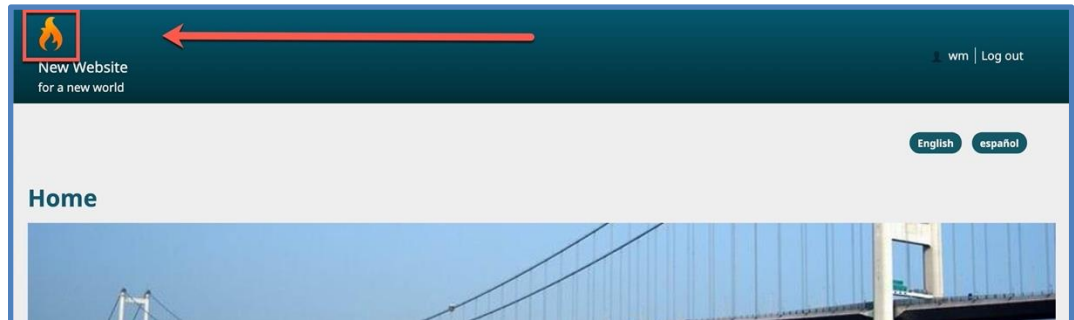 New Website
for a new world
wm | Log out
English
español
Home